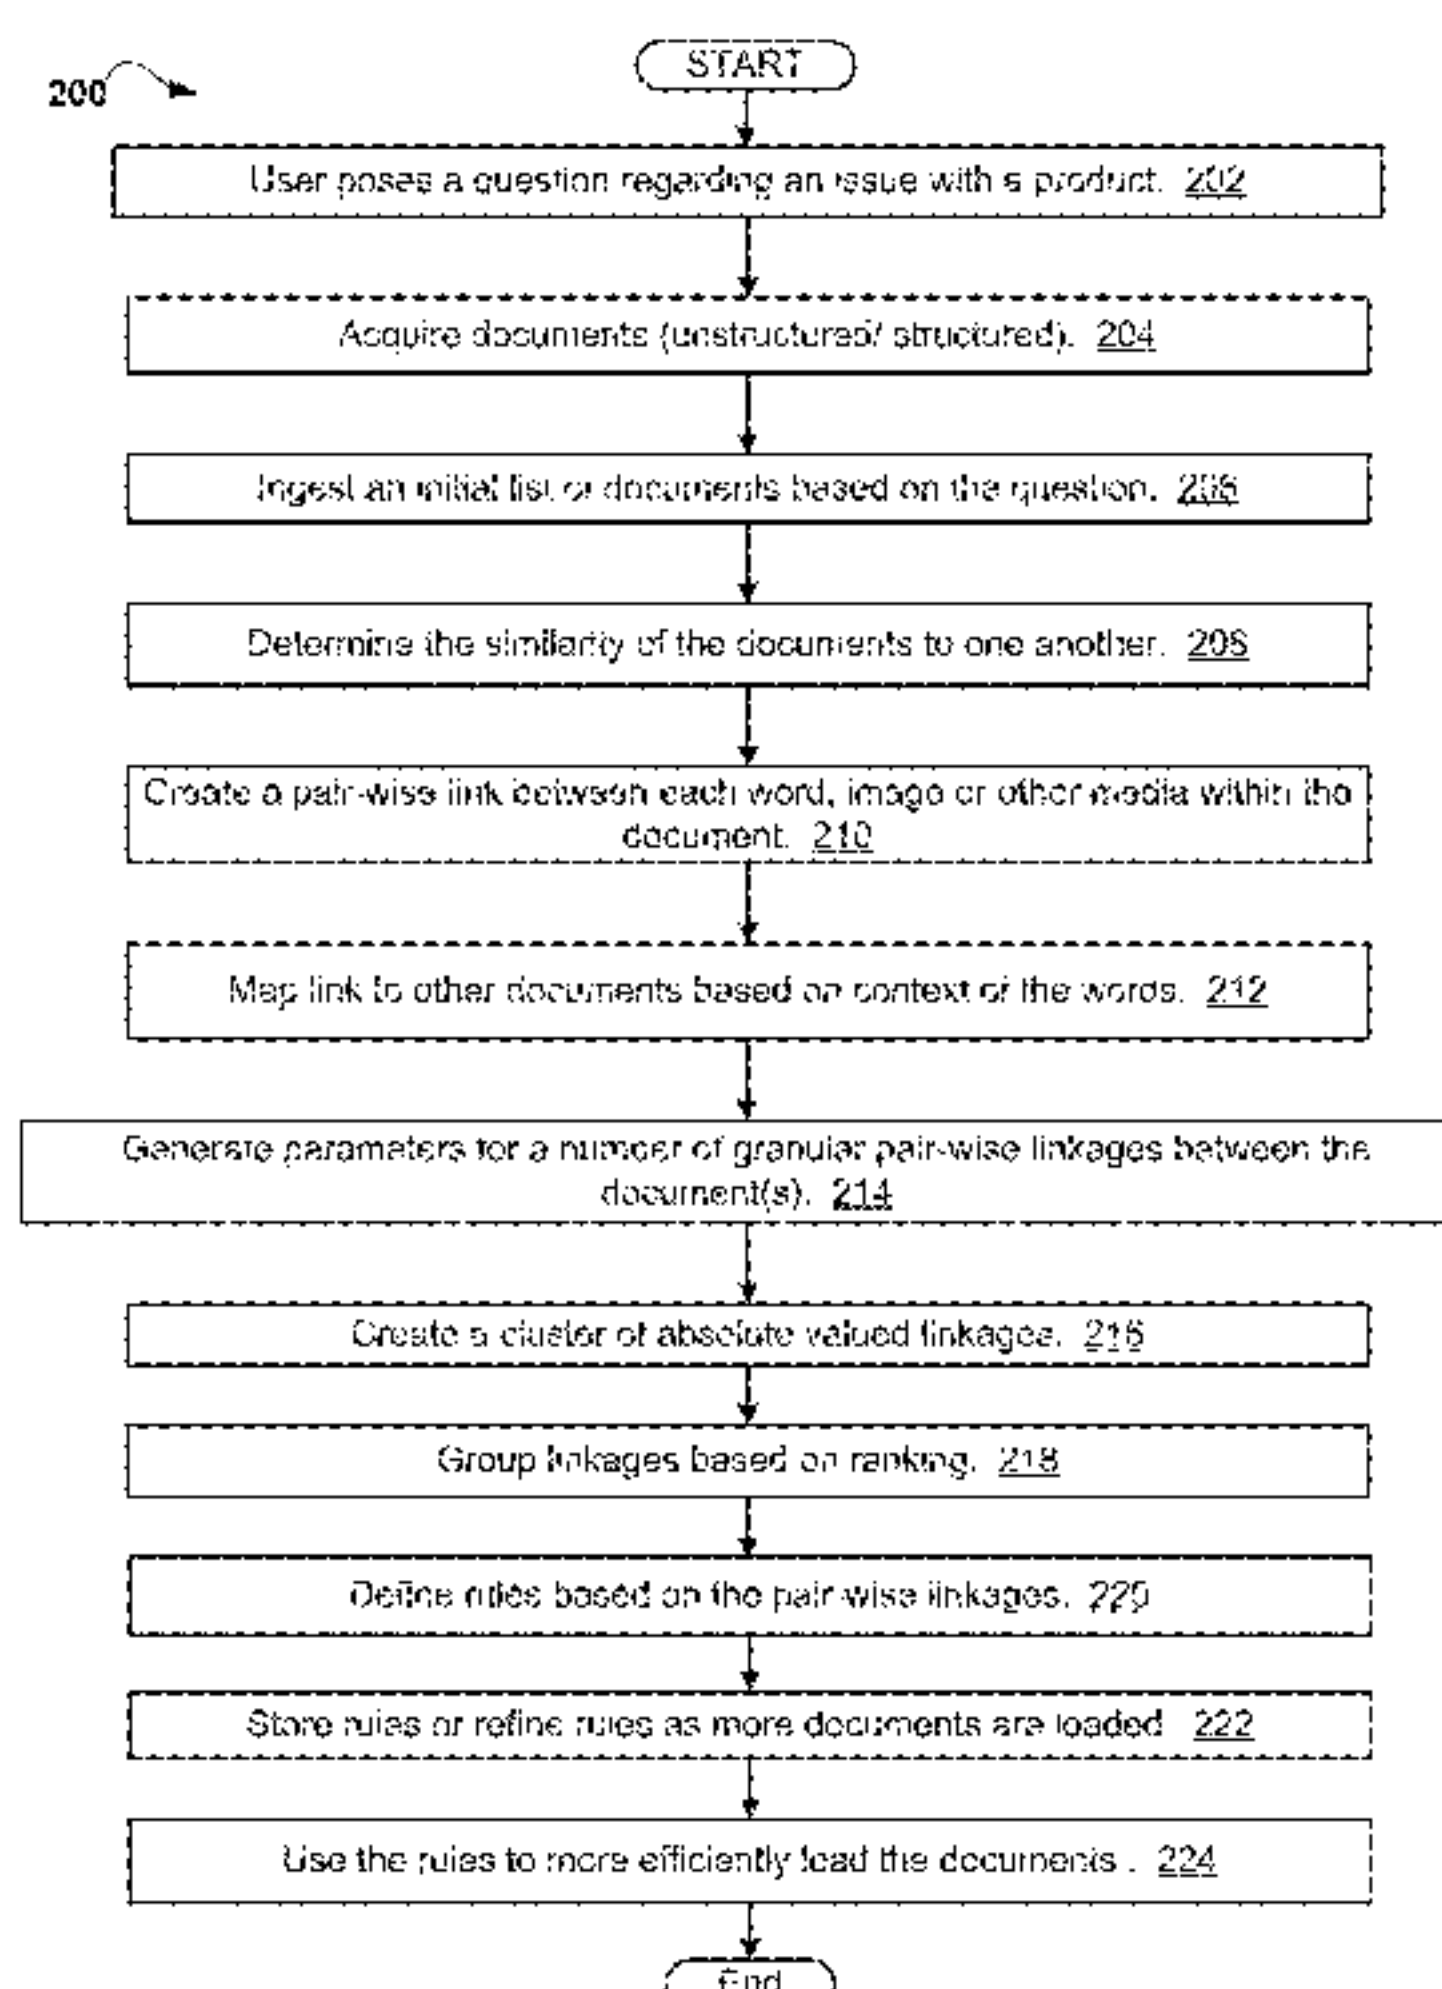 200
START
User poses a question regarding an issue with a product. 202
Acquire documents (unstructured/ structured). 204
Ingest an initial list of documents based on the question. 206
Determine the similarity of the documents to one another. 208
Create a pair-wise link between each word, image or other media within the
document. 210
Map link to other documents based on context of the words. 212
Generate parameters for a number of granular pair-wise linkages between the
document(s). 214
Create a cluster of absolute valued linkages. 216
Group linkages based on ranking. 218
Define rules based on the pair-wise linkages. 220
Store rules or refine rules as more documents are loaded 222
Use the rules to more efficiently load the documents . 224
End